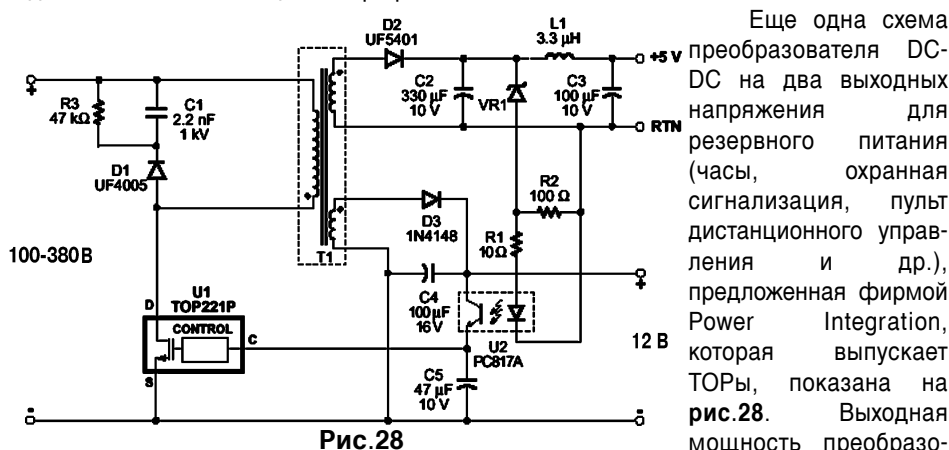 D2
UF5401
L1
3.3 µH
+5 V
R3
47 kΩ
C1
2.2 nF
1 kV
C2
330 µF
10 V
VR1
C3
100 µF
10 V
RTN
D1
UF4005
R2
100 Ω
D3
1N4148
R1
10Ω
T1
100-380В
C4
100µF
16V
U1
TOP221P
D
CONTROL
C
S
U2
PC817A
12 В
C5
47 µF
10 V
+
+
-
-
Рис.28
Еще одна схема
преобразователя DC-
DC на два выходных
напряжения для
резервного питания
(часы, охранная
сигнализация, пульт
дистанционного управ-
ления и др.),
предложенная фирмой
Power Integration,
которая выпускает
ТОРы, показана на
рис.28. Выходная
мощность преобразо-